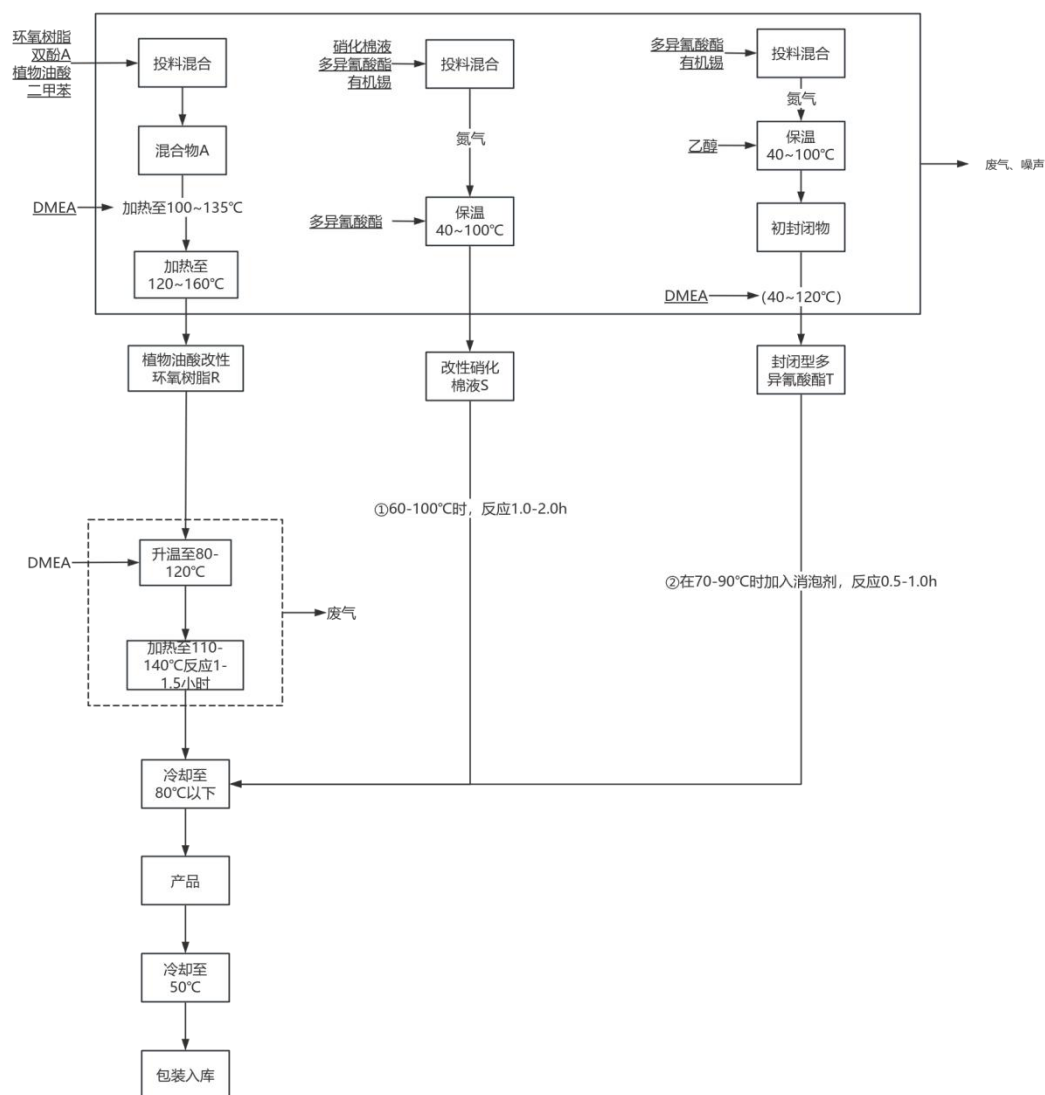 环氧树脂
双酚A
植物油酸
二甲苯
投料混合
混合物A
DMEA
加热至100~135℃
加热至
120~160℃
植物油酸改性
环氧树脂R
硝化棉液
多异氰酸酯
有机锡
投料混合
氮气
多异氰酸酯
保温
40~100℃
改性硝化
棉液S
多异氰酸酯
有机锡
投料混合
氮气
乙醇
保温
40~100℃
初封闭物
DMEA
(40~120℃)
封闭型多
异氰酸酯T
废气、噪声
①60-100℃时，反应1.0-2.0h
②在70-90℃时加入消泡剂，反应0.5-1.0h
DMEA
升温至80-
120℃
加热至110-
140℃反应1-
1.5小时
废气
冷却至
80℃以下
产品
冷却至
50℃
包装入库